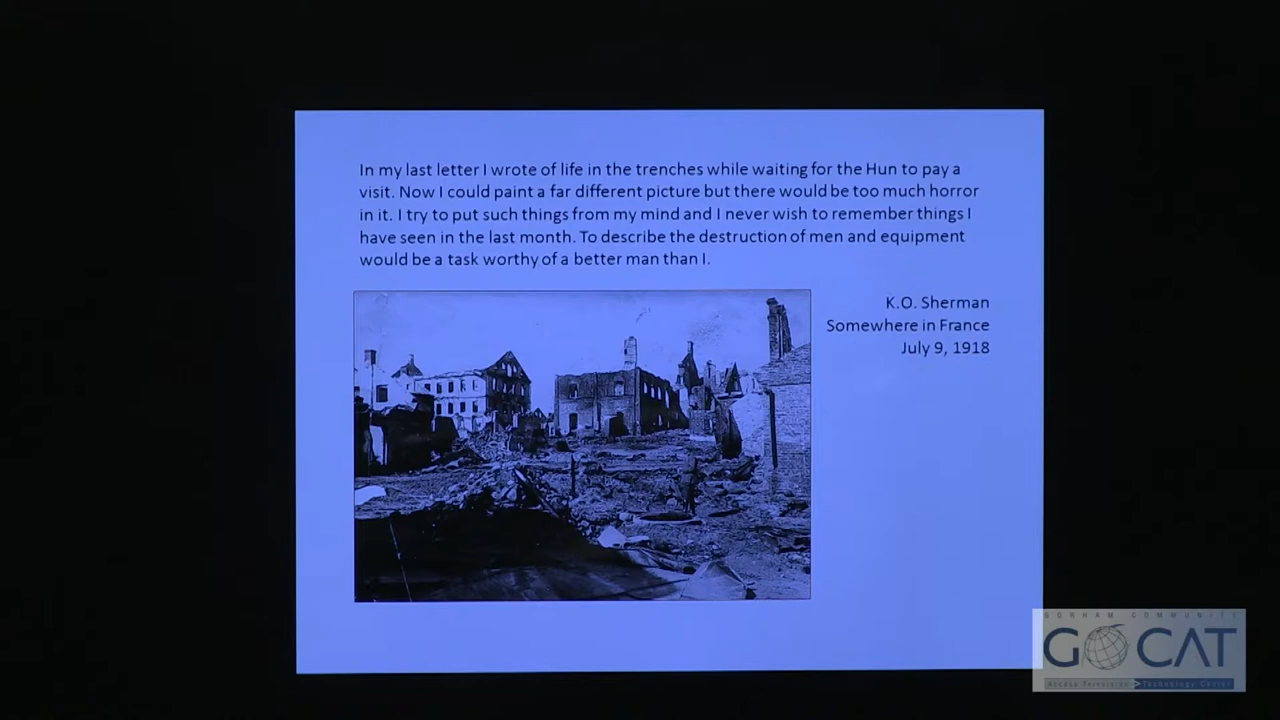 In my last letter I wrote of life in the trenches while waiting for the Hun to pay a
visit. Now I could paint a far different picture but there would be too much horror
in it. I try to put such things from my mind and I never wish to remember things I
have seen in the last month. To describe the destruction of men and equipment
would be a task worthy of a better man than I.
K.O. Sherman
Somewhere in France
July 9, 1918
GORHAM COMMUNITY
GOCAT
Access Television > Technology Center